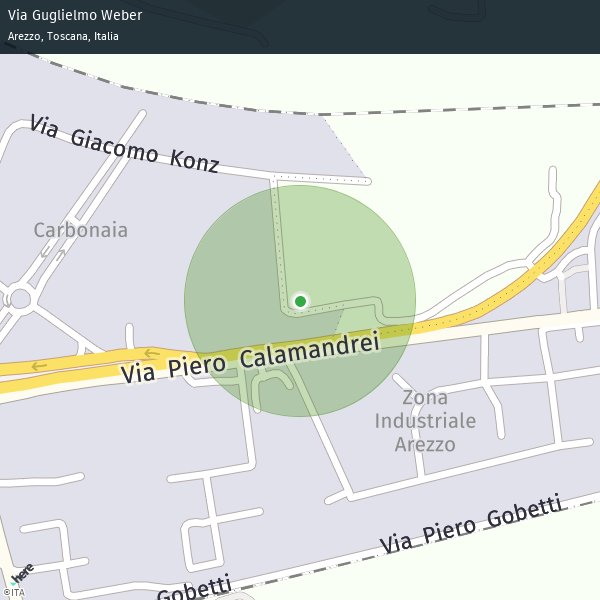 Via Guglielmo Weber
Arezzo, Toscana, Italia
Via Giacomo Konz
Carbonaia
Via Piero Calamandrei
Zona
Industriale
Arezzo
Via Piero Gobetti
Gobetti
here
©ITA